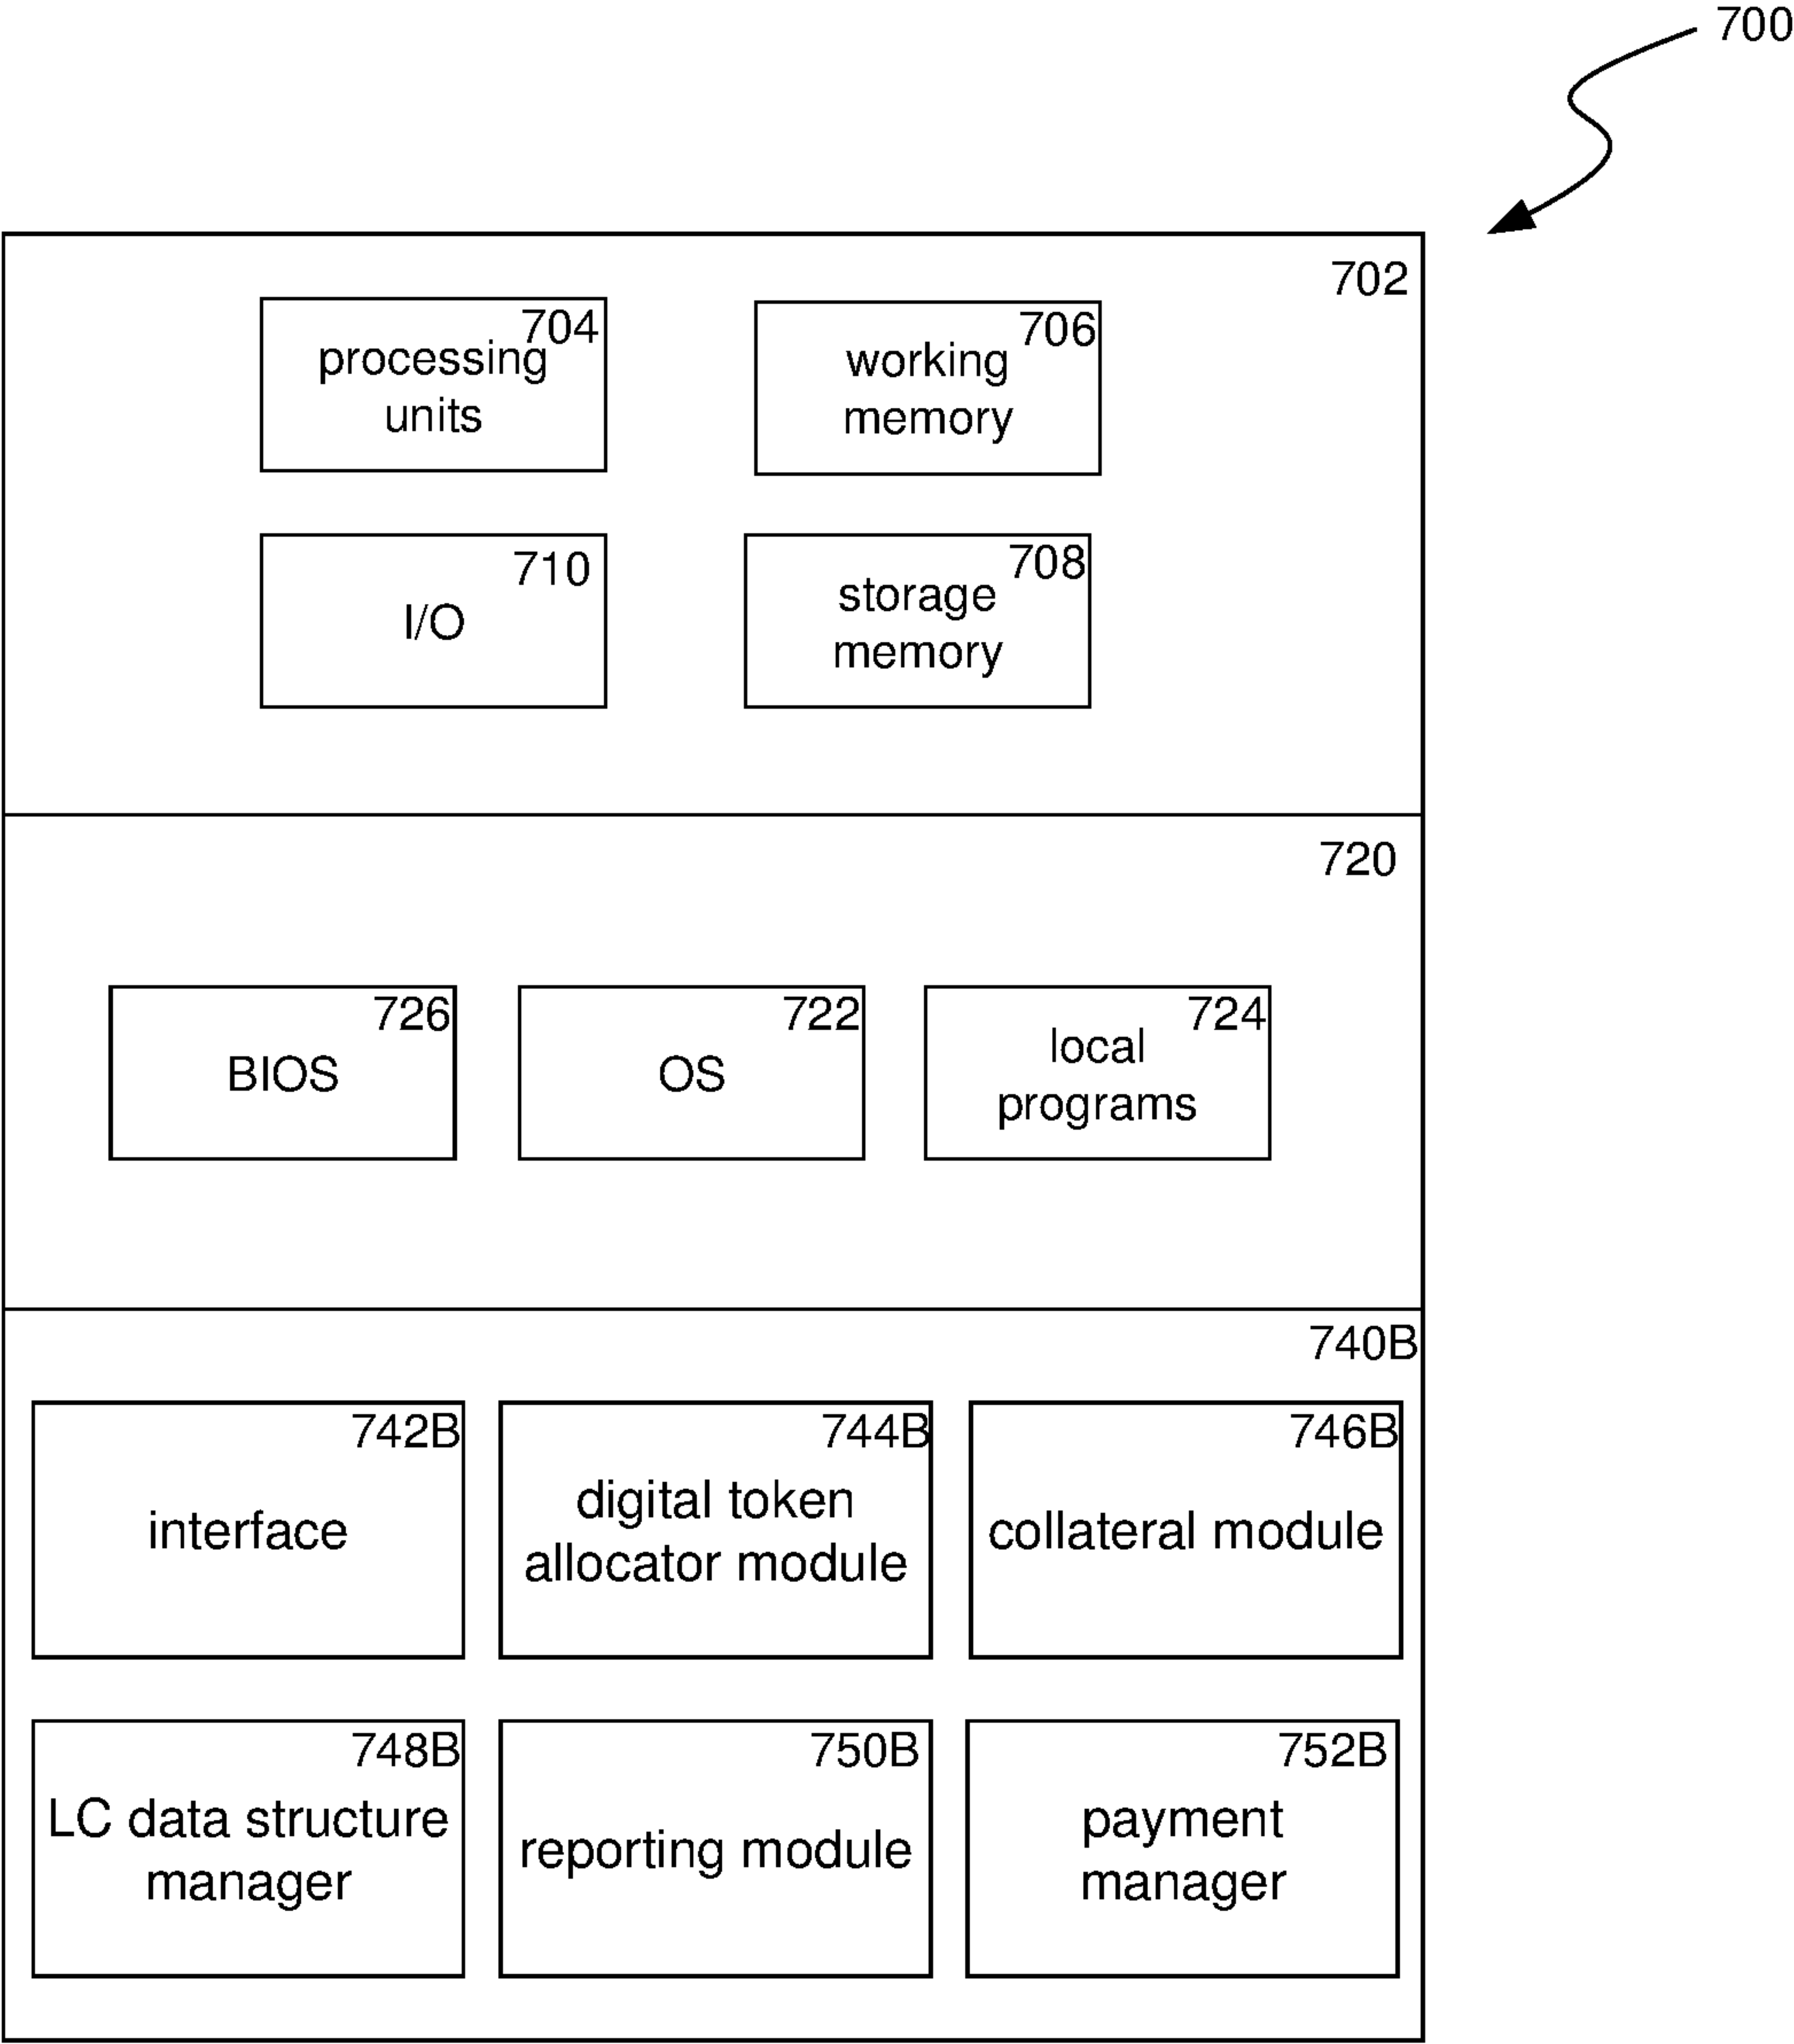 700
702
704
processing
units
706
working
memory
710
I/O
708
storage
memory
720
726
BIOS
722
OS
724
local
programs
740B
742B
interface
744B
digital token
allocator module
746B
collateral module
748B
LC data structure
manager
750B
reporting module
752B
payment
manager